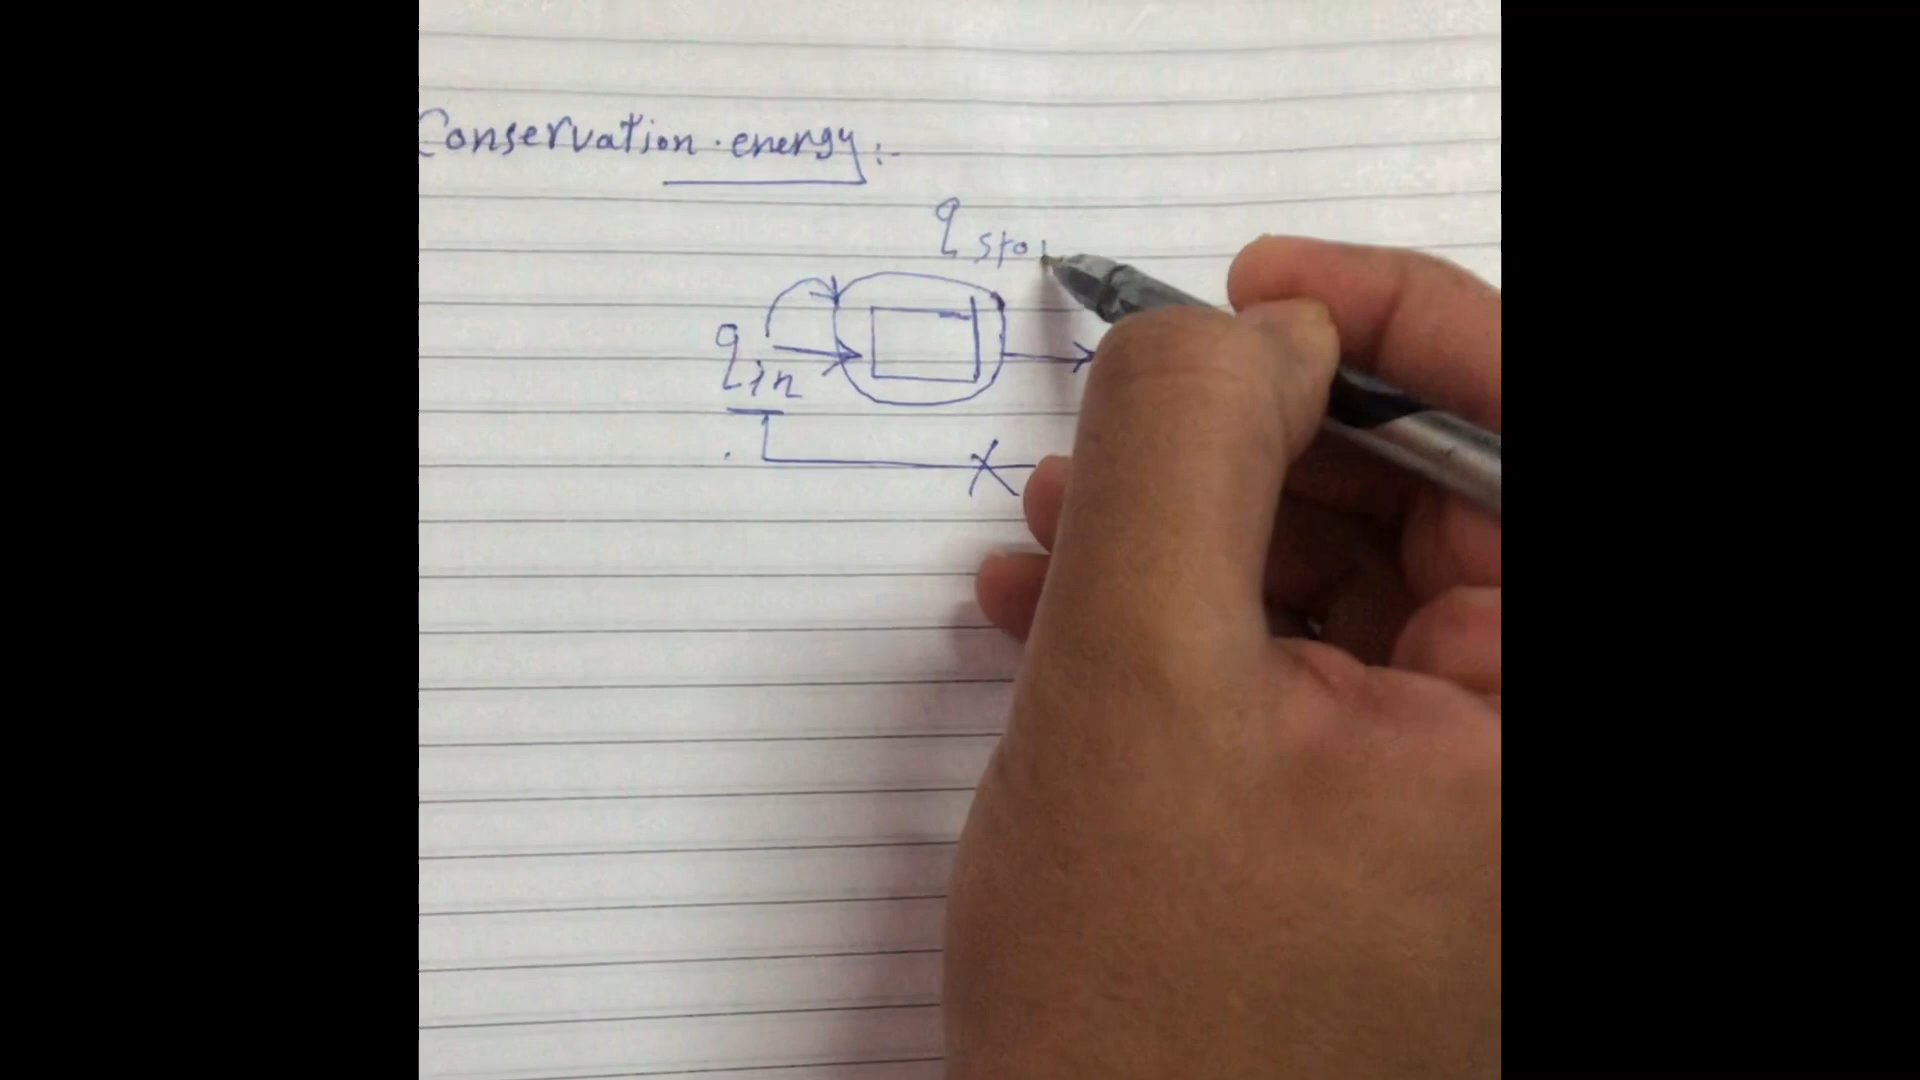 Conservation . energy :-
q sto
q in